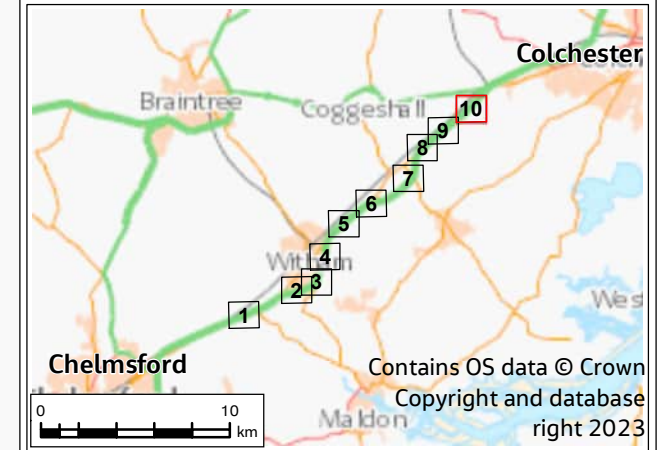 Colchester
Braintree
Coggeshall
10
9
8
7
6
5
4
Witham
3
2
1
West
Chelmsford
Contains OS data © Crown
Copyright and database
right 2023
0 10
km
Maldon